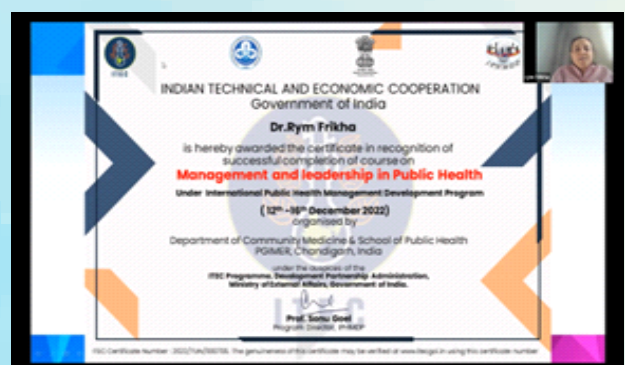 INDIAN TECHNICAL AND ECONOMIC COOPERATION
Government of India
Dr.Rym Frikha
is hereby awarded the certificate in recognition of
successful completion of course on
Management and leadership in Public Health
Under International Public Health Management Development Program
( 12th -16th December 2022)
organised by
Department of Community Medicine & School of Public Health
PGIMER, Chandigarh, India
under the auspices of the
ITEC Programme, Development Partnership Administration,
Ministry of External Affairs, Government of India.
Prof. Sonu Goel
Program Director, IPHMDP